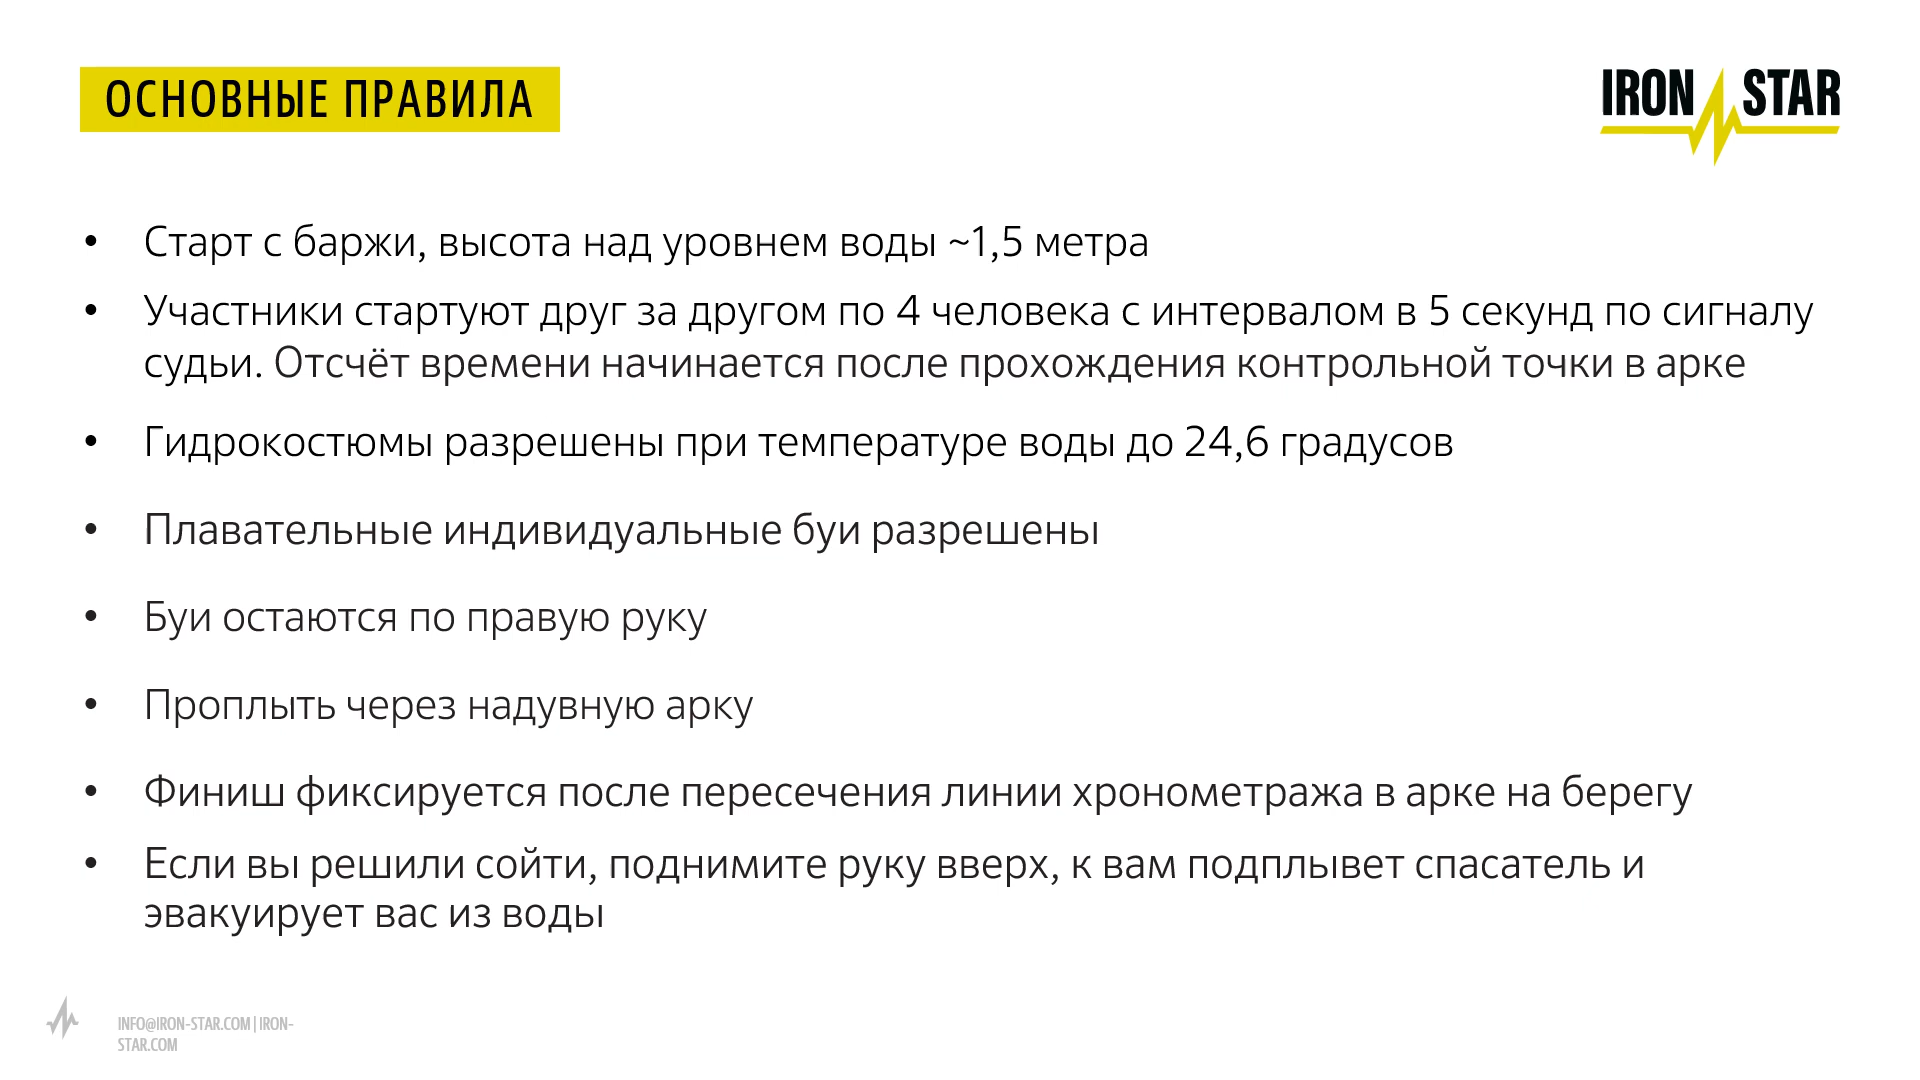 ОСНОВНЫЕ ПРАВИЛА
IRON STAR
• Старт с баржи, высота над уровнем воды ~1,5 метра
• Участники стартуют друг за другом по 4 человека с интервалом в 5 секунд по сигналу
судьи. Отсчёт времени начинается после прохождения контрольной точки в арке
• Гидрокостюмы разрешены при температуре воды до 24,6 градусов
• Плавательные индивидуальные буи разрешены
• Буи остаются по правую руку
• Проплыть через надувную арку
• Финиш фиксируется после пересечения линии хронометража в арке на берегу
• Если вы решили сойти, поднимите руку вверх, к вам подплывет спасатель и
эвакуирует вас из воды
INFO@IRON-STAR.COM | IRON-
STAR.COM